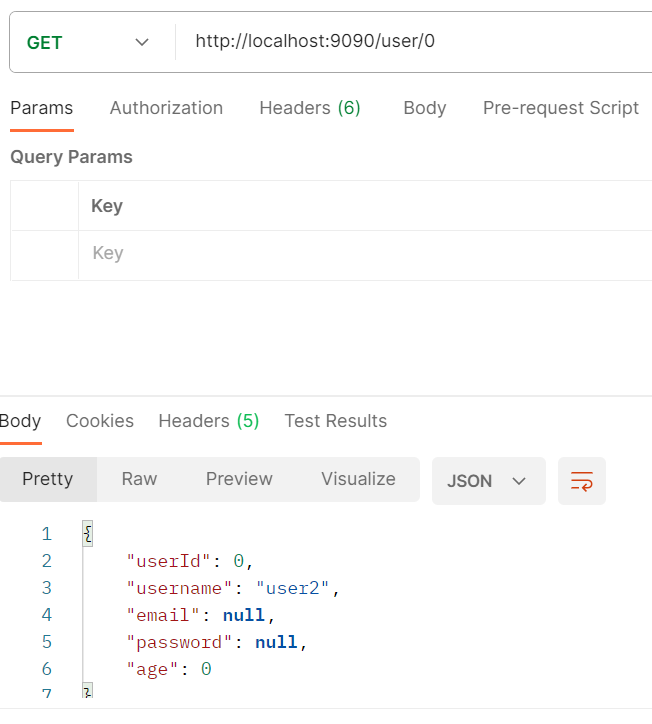 GET http://localhost:9090/user/0
Params Authorization Headers (6) Body Pre-request Script
Query Params
Key
Key
Body Cookies Headers (5) Test Results
Pretty Raw Preview Visualize JSON
1 {
2 "userId": 0,
3 "username": "user2",
4 "email": null,
5 "password": null,
6 "age": 0
7 }